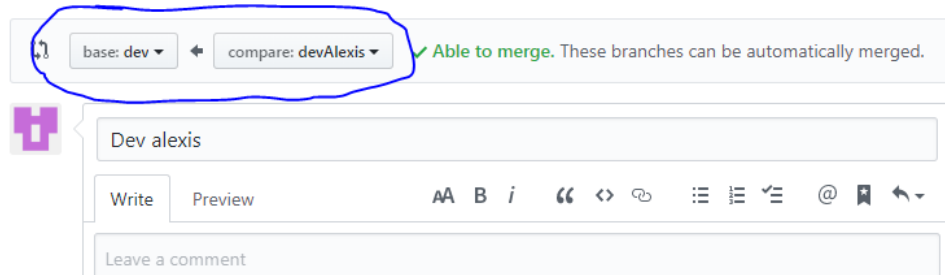 base: dev compare: devAlexis Able to merge. These branches can be automatically merged.
Dev alexis
Write Preview AA B i @
Leave a comment